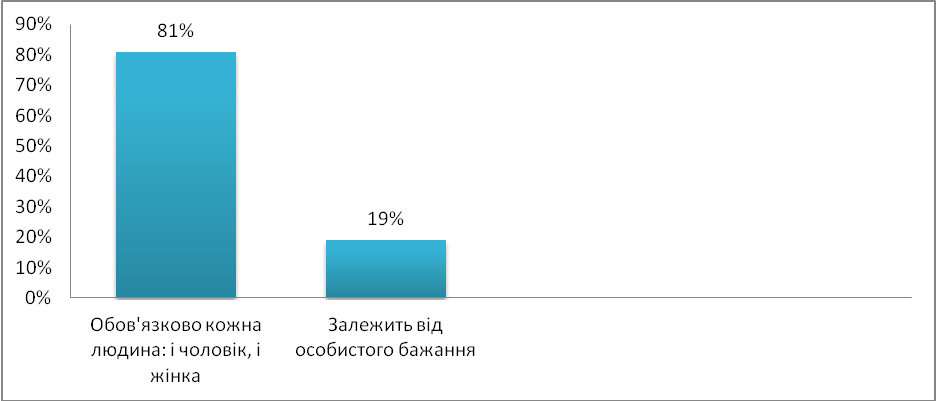 90%
80%
70%
60%
50%
40%
30%
20%
10%
0%
81%
19%
Обов'язково кожна
людина: і чоловік, і
жінка
Залежить від
особистого бажання